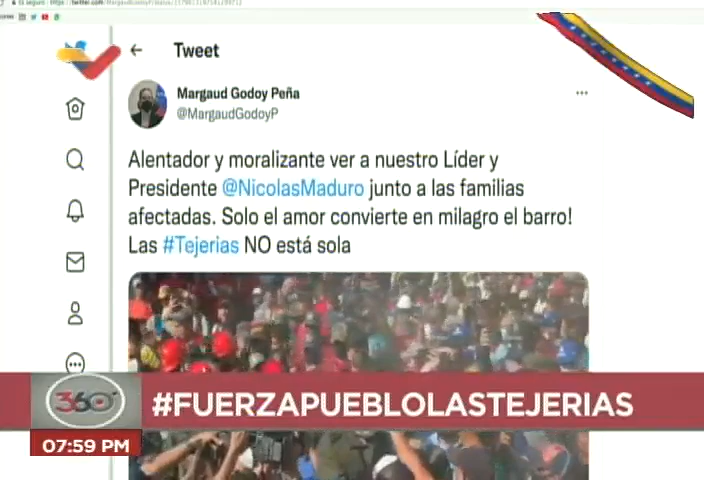 Tweet
Margaud Godoy Peña
@MargaudGodoyP
Alentador y moralizante ver a nuestro Líder y
Presidente @NicolasMaduro junto a las familias
afectadas. Solo el amor convierte en milagro el barro!
Las #Tejerias NO está sola
360°
#FUERZAPUEBLOLASTEJERIAS
07:59 PM